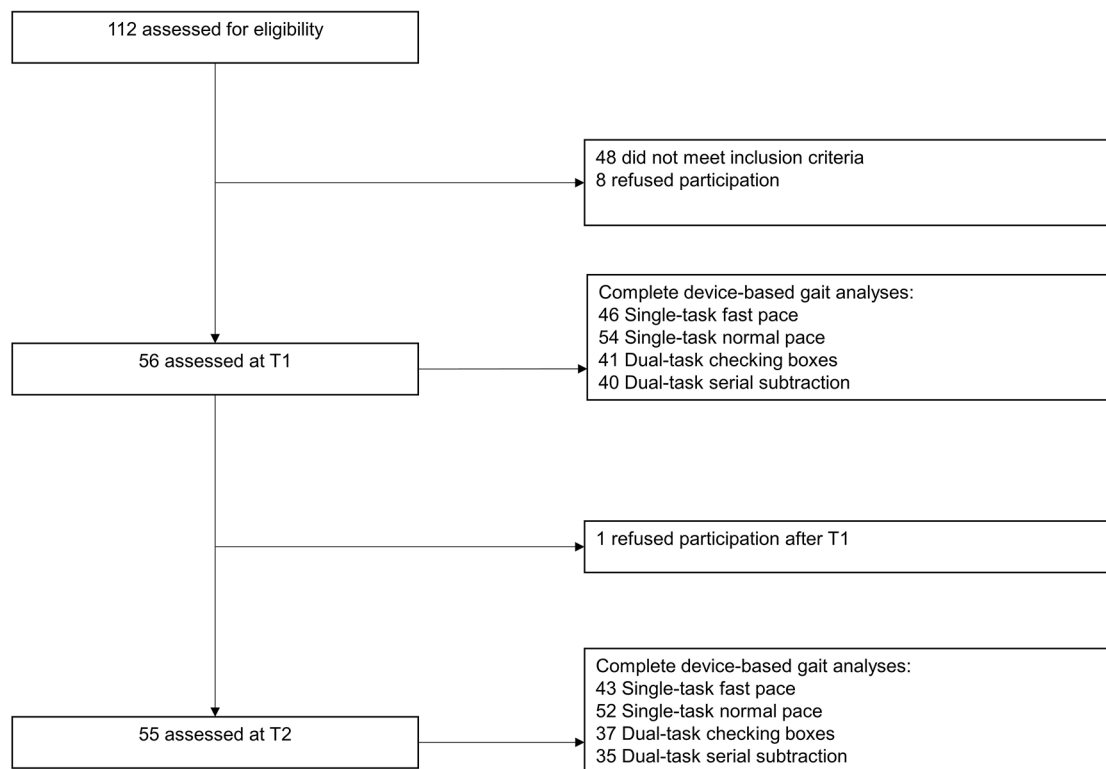 112 assessed for eligibility
48 did not meet inclusion criteria
8 refused participation
Complete device-based gait analyses:
46 Single-task fast pace
54 Single-task normal pace
41 Dual-task checking boxes
40 Dual-task serial subtraction
56 assessed at T1
1 refused participation after T1
Complete device-based gait analyses:
43 Single-task fast pace
52 Single-task normal pace
37 Dual-task checking boxes
35 Dual-task serial subtraction
55 assessed at T2